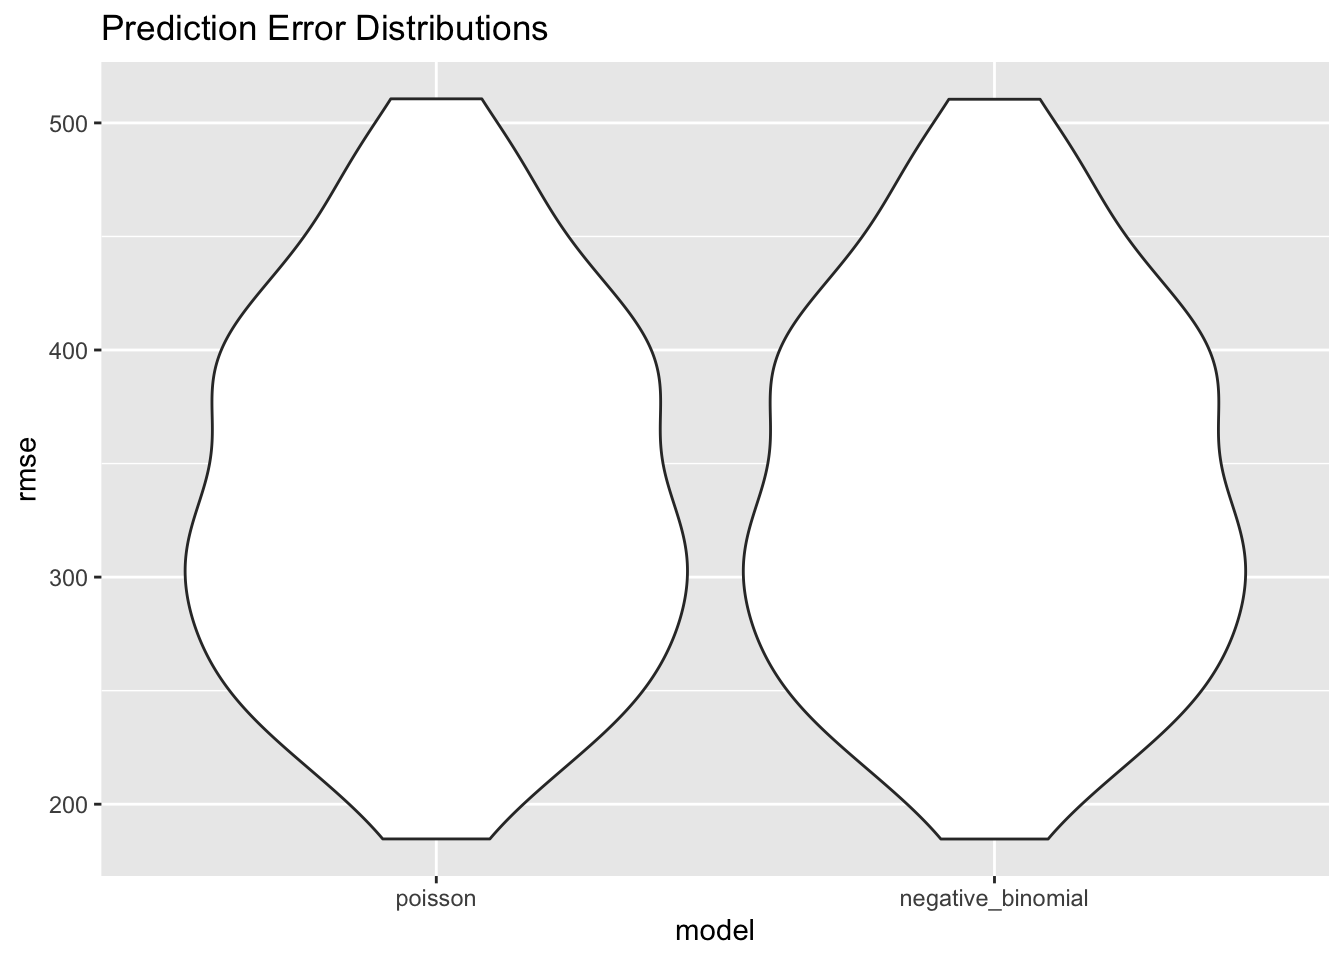 Prediction Error Distributions
500
400
300
200
rmse
poisson
negative_binomial
model